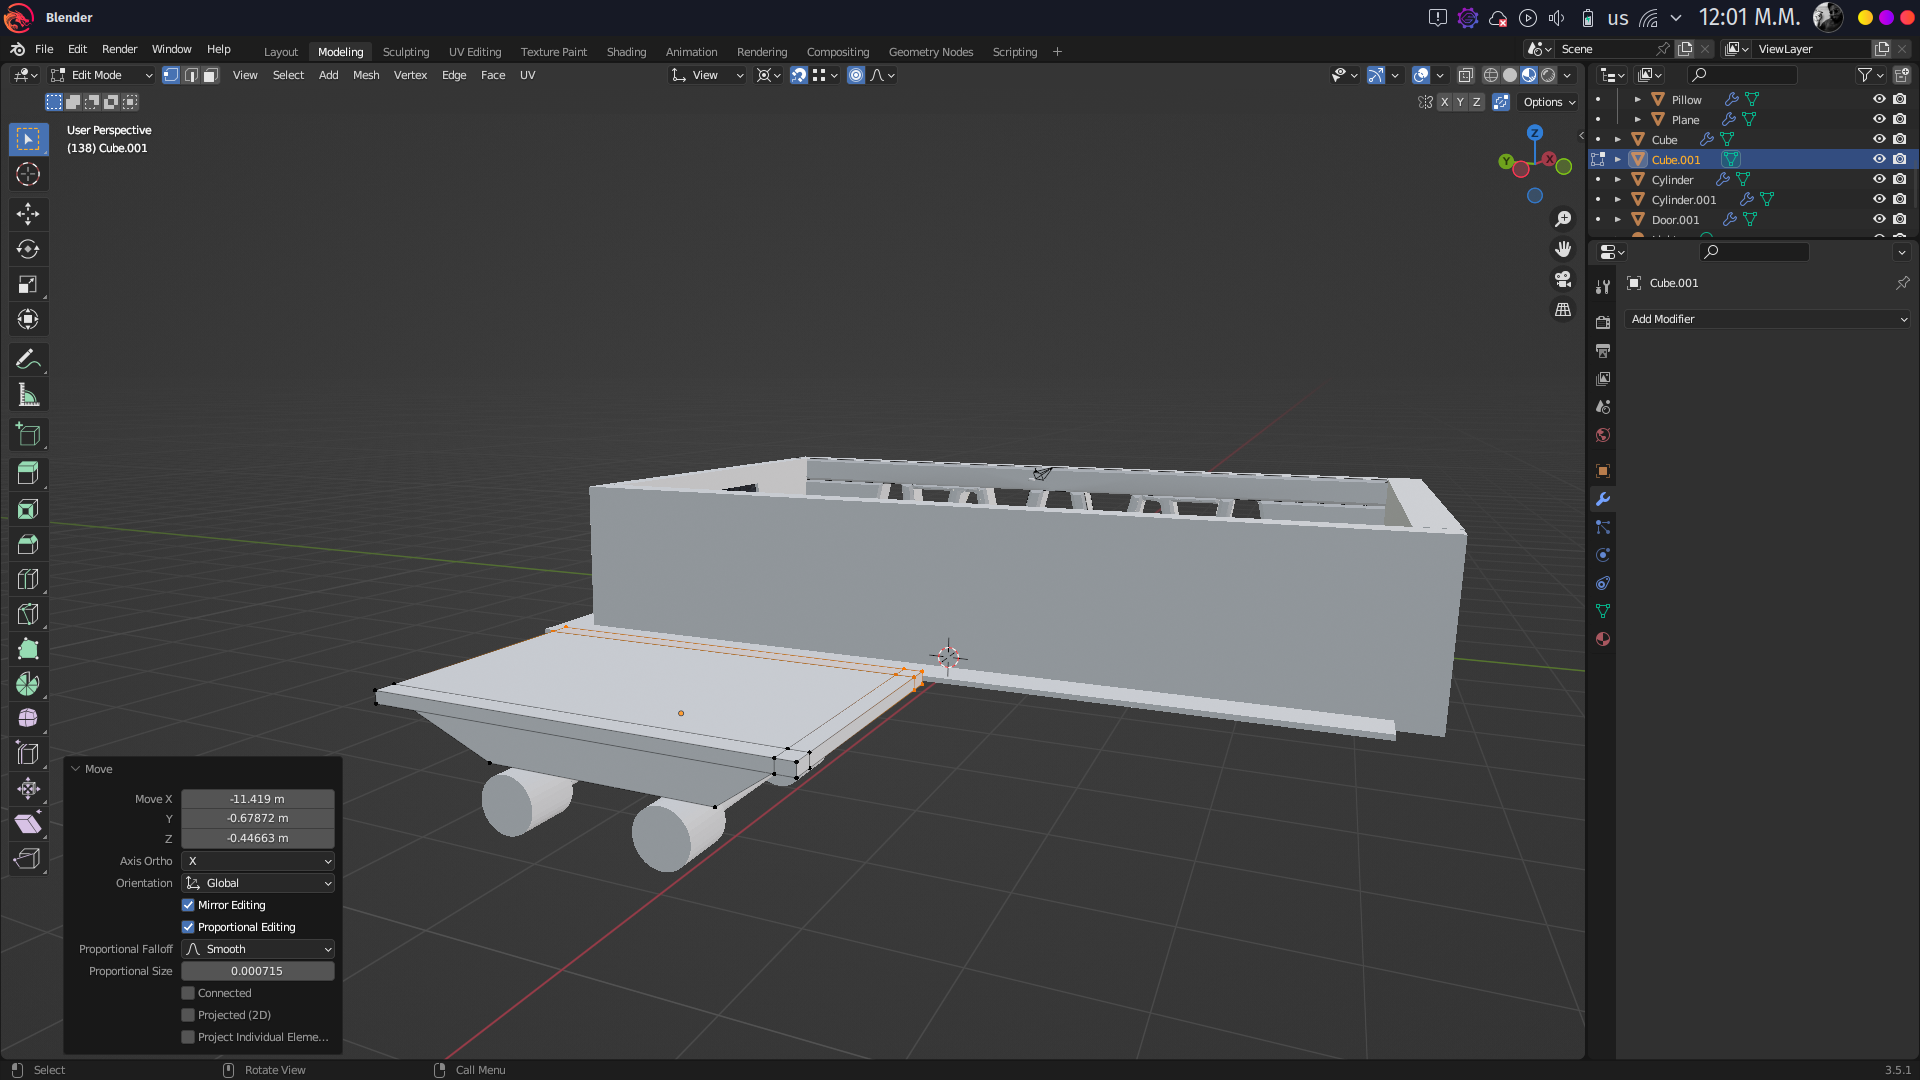 Blender
us
12:01 M.M.
File Edit Render Window Help
Layout Modeling Sculpting UV Editing Texture Paint Shading Animation Rendering Compositing Geometry Nodes Scripting +
Scene
ViewLayer
Edit Mode
View Select Add Mesh Vertex Edge Face UV
View
X Y Z
Options
User Perspective
(138) Cube.001
Z
Y
X
Pillow
Plane
Cube
Cube.001
Cylinder
Cylinder.001
Door.001
Cube.001
Add Modifier
Move
Move X -11.419 m
Y -0.67872 m
Z -0.44663 m
Axis Ortho X
Orientation Global
Mirror Editing
Proportional Editing
Proportional Falloff Smooth
Proportional Size 0.000715
Connected
Projected (2D)
Project Individual Eleme...
Select
Rotate View
Call Menu
3.5.1